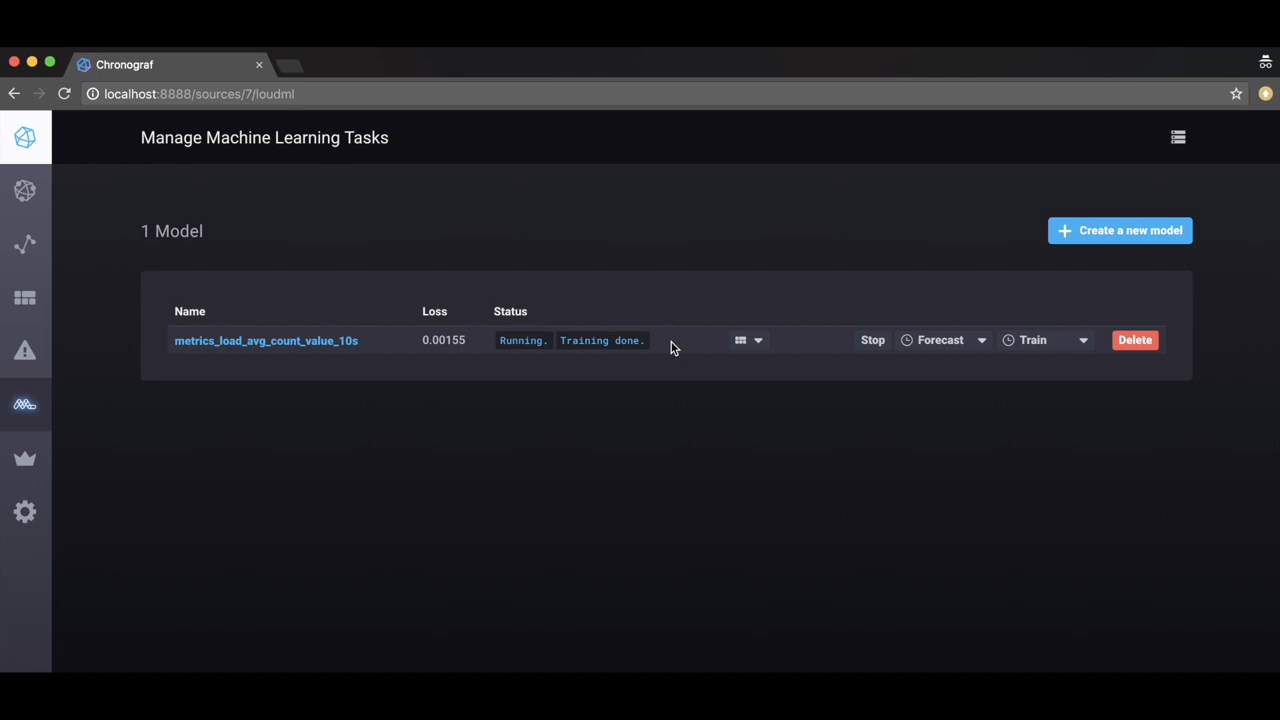 Chronograf
localhost:8888/sources/7/loudml
Manage Machine Learning Tasks
1 Model
Create a new model
Name Loss Status
metrics_load_avg_count_value_10s 0.00155 Running. Training done. Stop Forecast Train Delete